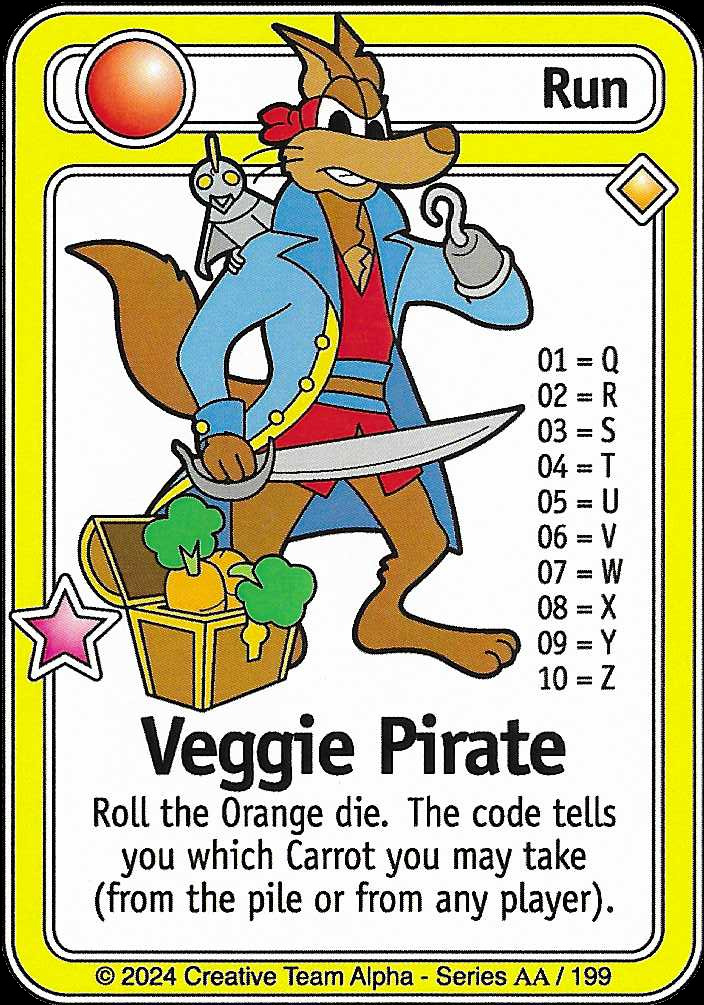 Run
01 = Q
02 = R
03 = S
04 = T
05 = U
06 = V
07 = W
08 = X
09 = Y
10 = Z
Veggie Pirate
Roll the Orange die. The code tells
you which Carrot you may take
(from the pile or from any player).
© 2024 Creative Team Alpha - Series AA / 199